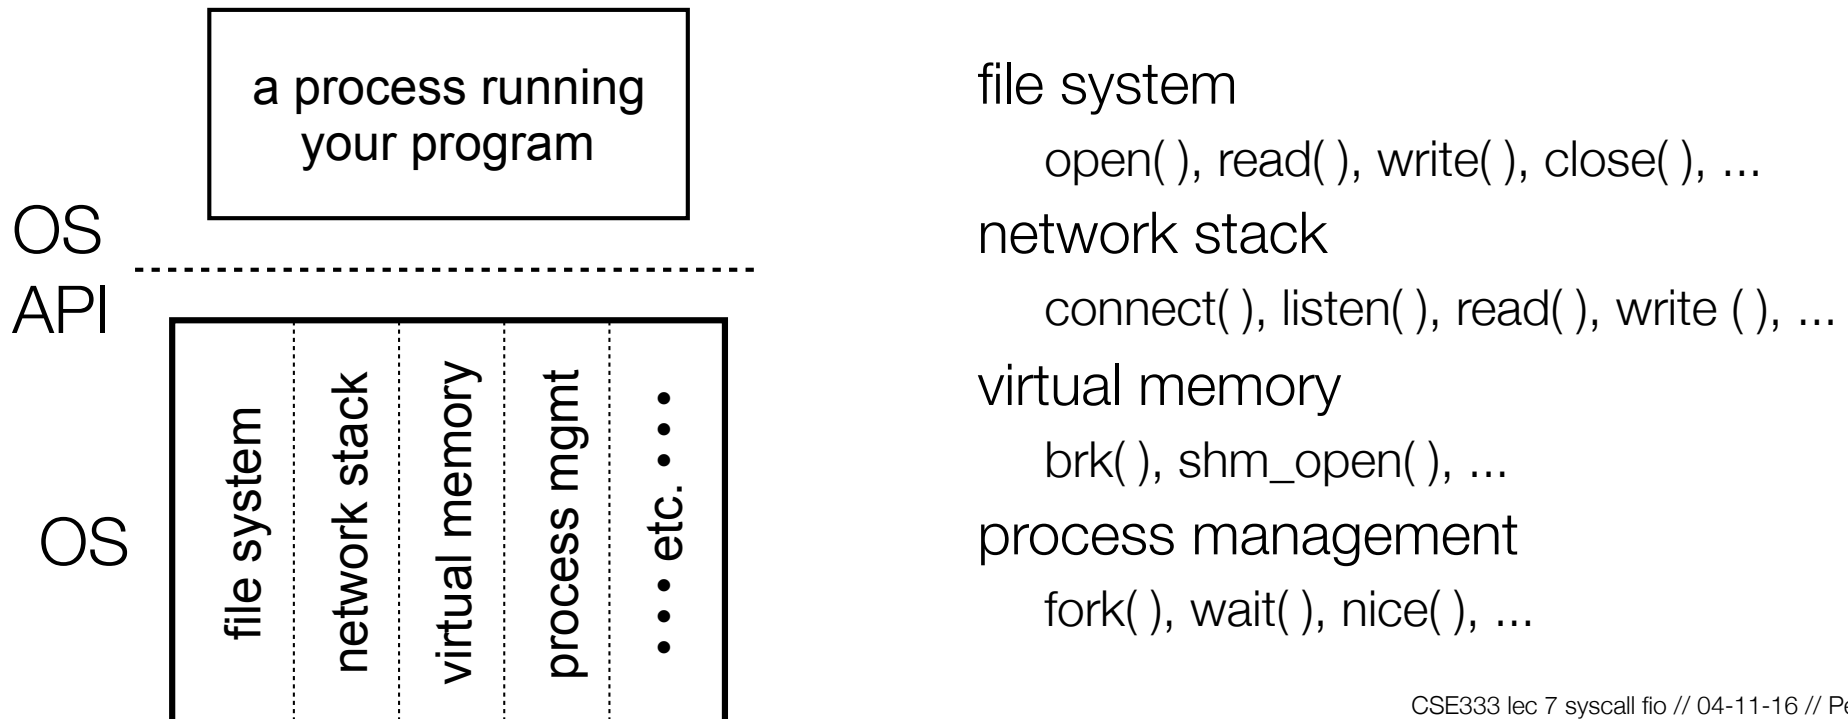 a process running
your program
OS
API
OS
file system
network stack
virtual memory
process mgmt
• • • etc. • • •
file system
open( ), read( ), write( ), close( ), ...
network stack
connect( ), listen( ), read( ), write ( ), ...
virtual memory
brk( ), shm_open( ), ...
process management
fork( ), wait( ), nice( ), ...
CSE333 lec 7 syscall fio // 04-11-16 // Pe